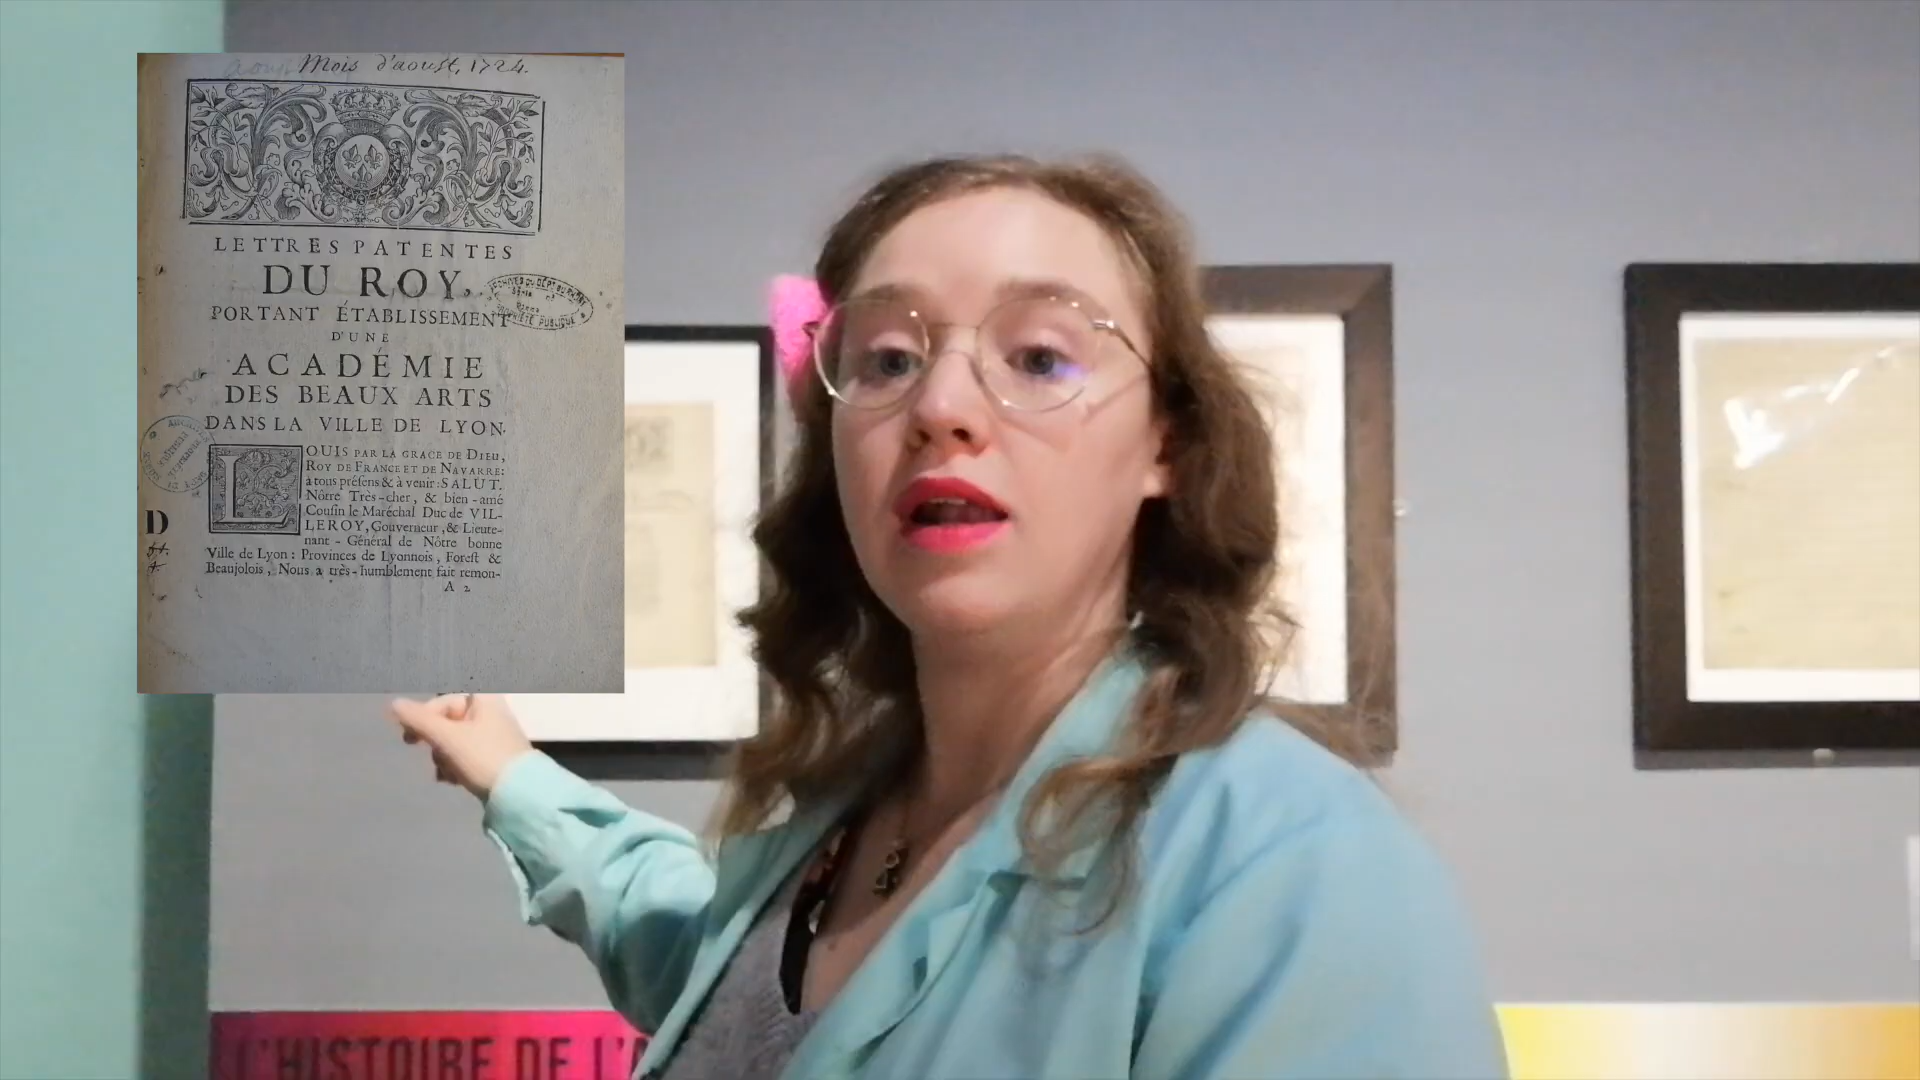 Mois d'aoust, 1724.
LETTRES PATENTES
DU ROY,
PORTANT ÉTABLISSEMENT
D'UNE
ACADÉMIE
DES BEAUX ARTS
DANS LA VILLE DE LYON.
LOUIS PAR LA GRACE DE DIEU,
ROY DE FRANCE ET DE NAVARRE:
à tous présens & à venir: SALUT.
Nôtre Très-cher, & bien-amé
Cousin le Maréchal Duc de VIL-
LEROY, Gouverneur, & Lieute-
nant-Général de Nôtre bonne
Ville de Lyon: Provinces de Lyonnois, Forest &
Beaujolois, Nous a très-humblement fait remon-
A 2
D
PUBLIQUE
L'HISTOIRE DE L'A